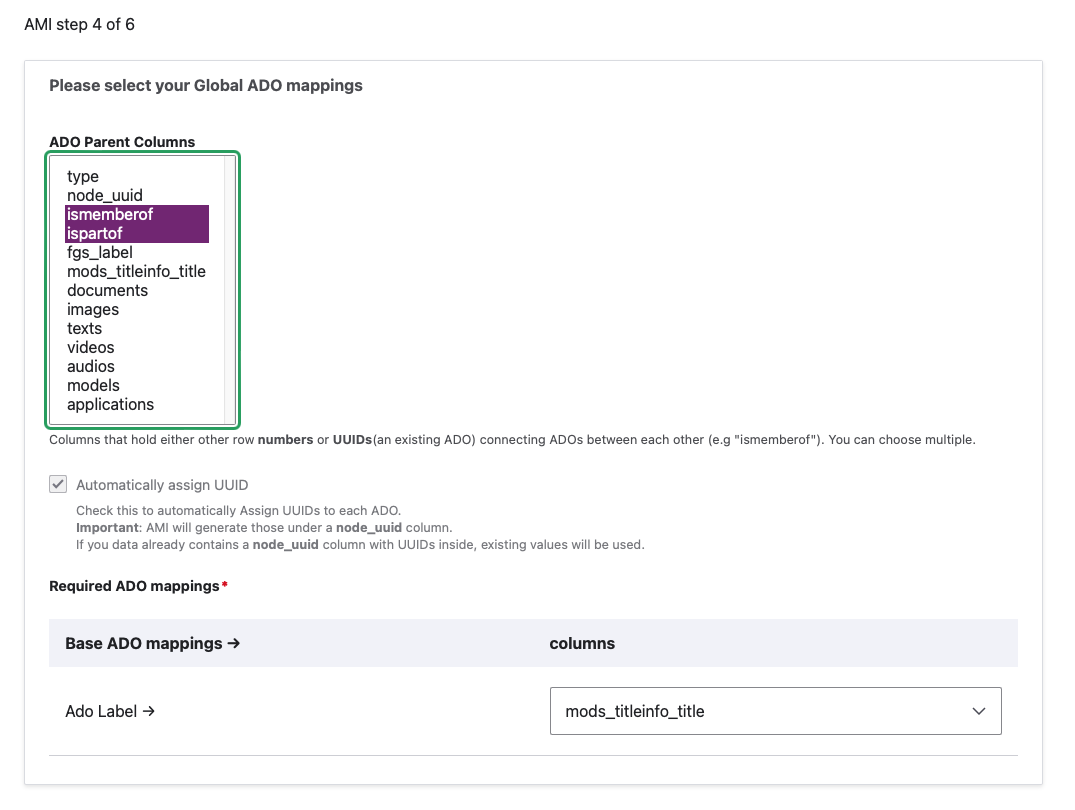 AMI step 4 of 6
Please select your Global ADO mappings
ADO Parent Columns
type
node_uuid
ismemberof
ispartof
fgs_label
mods_titleinfo_title
documents
images
texts
videos
audios
models
applications
Columns that hold either other row numbers or UUIDs(an existing ADO) connecting ADOs between each other (e.g "ismemberof"). You can choose multiple.
Automatically assign UUID
Check this to automatically Assign UUIDs to each ADO.
Important: AMI will generate those under a node_uuid column.
If you data already contains a node_uuid column with UUIDs inside, existing values will be used.
Required ADO mappings*
Base ADO mappings → columns
Ado Label → mods_titleinfo_title